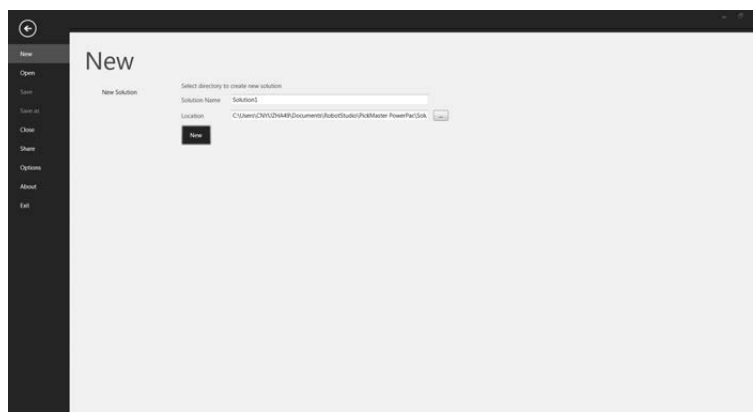 New
Open
Save
Save as
Close
Share
Options
About
Exit
New
New Solution
Select directory to create new solution
Solution Name Solution1
Location C:\Users\CNYUZHA49\Documents\RobotStudio\PickMaster PowerPac\Solu ...
New